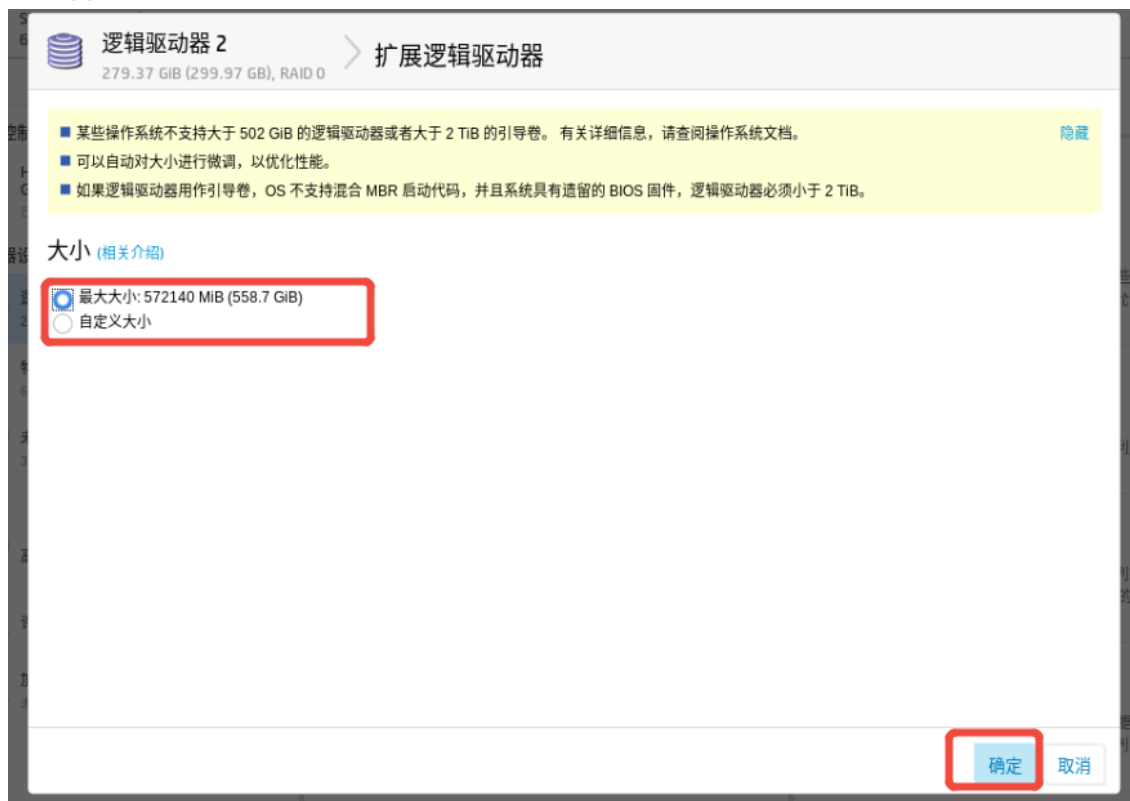 逻辑驱动器 2
279.37 GiB (299.97 GB), RAID 0
扩展逻辑驱动器
某些操作系统不支持大于 502 GiB 的逻辑驱动器或者大于 2 TiB 的引导卷。 有关详细信息，请查阅操作系统文档。
隐藏
可以自动对大小进行微调，以优化性能。
如果逻辑驱动器用作引导卷，OS 不支持混合 MBR 启动代码，并且系统具有遗留的 BIOS 固件，逻辑驱动器必须小于 2 TiB。
大小 (相关介绍)
最大大小: 572140 MiB (558.7 GiB)
自定义大小
确定
取消